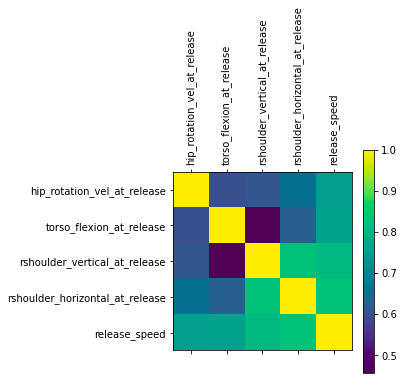 hip_rotation_vel_at_release
torso_flexion_at_release
rshoulder_vertical_at_release
rshoulder_horizontal_at_release
release_speed
hip_rotation_vel_at_release
torso_flexion_at_release
rshoulder_vertical_at_release
rshoulder_horizontal_at_release
release_speed
1.0
0.9
0.8
0.7
0.6
0.5